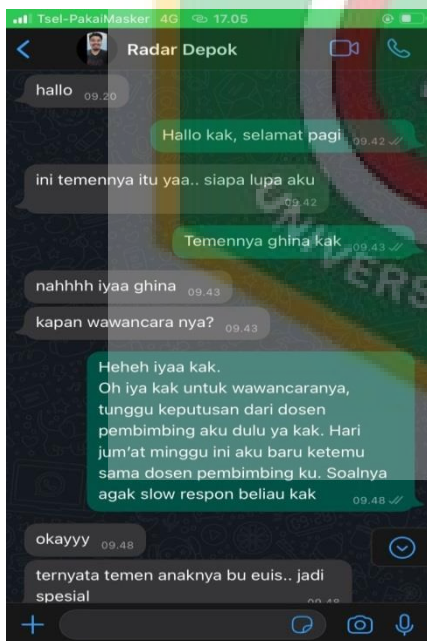 Tsel-PakaiMasker 4G 17.05
Radar Depok
hallo 09.20
Hallo kak, selamat pagi 09.42
ini temennya itu yaa.. siapa lupa aku
09.42
Temennya ghina kak 09.43
nahhhh iyaa ghina 09.43
kapan wawancara nya? 09.43
Heheh iyaa kak.
Oh iya kak untuk wawancaranya,
tunggu keputusan dari dosen
pembimbing aku dulu ya kak. Hari
jum'at minggu ini aku baru ketemu
sama dosen pembimbing ku. Soalnya
agak slow respon beliau kak 09.48
okayyy 09.48
ternyata temen anaknya bu euis.. jadi
spesial 09.48
UNIVERS